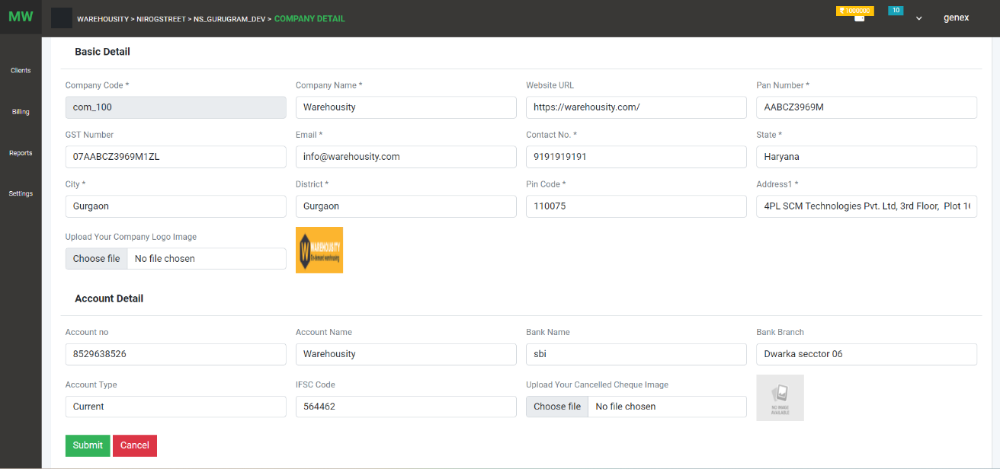 MW
WAREHOUSITY > NIROGSTREET > NS_GURUGRAM_DEV > COMPANY DETAIL
₹ 1000000
10
genex
Clients
Billing
Reports
Settings
Basic Detail
Company Code * Company Name * Website URL Pan Number *
com_100 Warehousity https://warehousity.com/ AABCZ3969M
GST Number Email * Contact No. * State *
07AABCZ3969M1ZL info@warehousity.com 9191919191 Haryana
City * District * Pin Code * Address1 *
Gurgaon Gurgaon 110075 4PL SCM Technologies Pvt. Ltd, 3rd Floor, Plot 1
Upload Your Company Logo Image
Choose file No file chosen
W WAREHOUSITY
On-demand warehousing
Account Detail
Account no Account Name Bank Name Bank Branch
8529638526 Warehousity sbi Dwarka secctor 06
Account Type IFSC Code Upload Your Cancelled Cheque Image
Current 564462 Choose file No file chosen
NO IMAGE
AVAILABLE
Submit Cancel